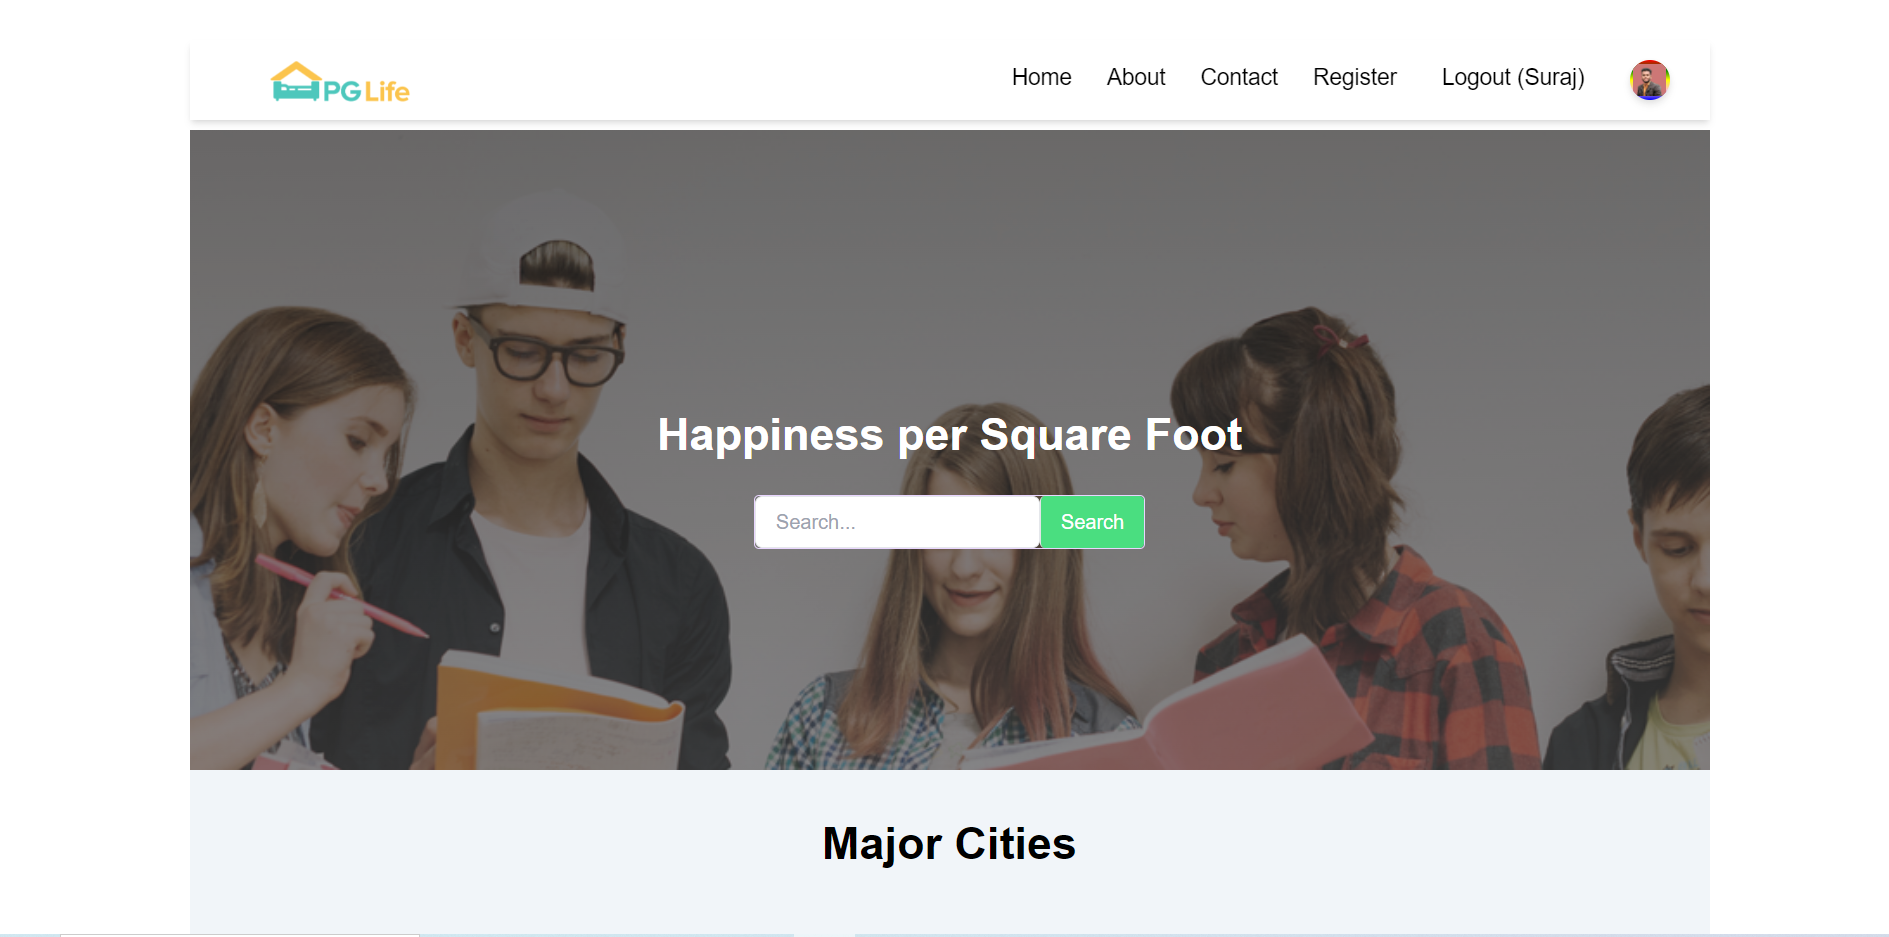 PG Life
Home About Contact Register Logout (Suraj)
Happiness per Square Foot
Search... Search
Major Cities